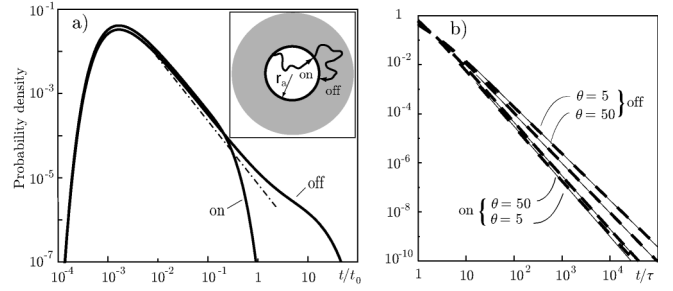 a)
Probability density
10^-1
10^-3
10^-5
10^-7
10^-4
10^-3
10^-2
10^-1
1
10
t/t_0
on
off
r_a
on
off
b)
1
10^-2
10^-4
10^-6
10^-8
10^-10
1
10
10^2
10^3
10^4
t/τ
θ = 5
θ = 50
} off
on {
θ = 50
θ = 5